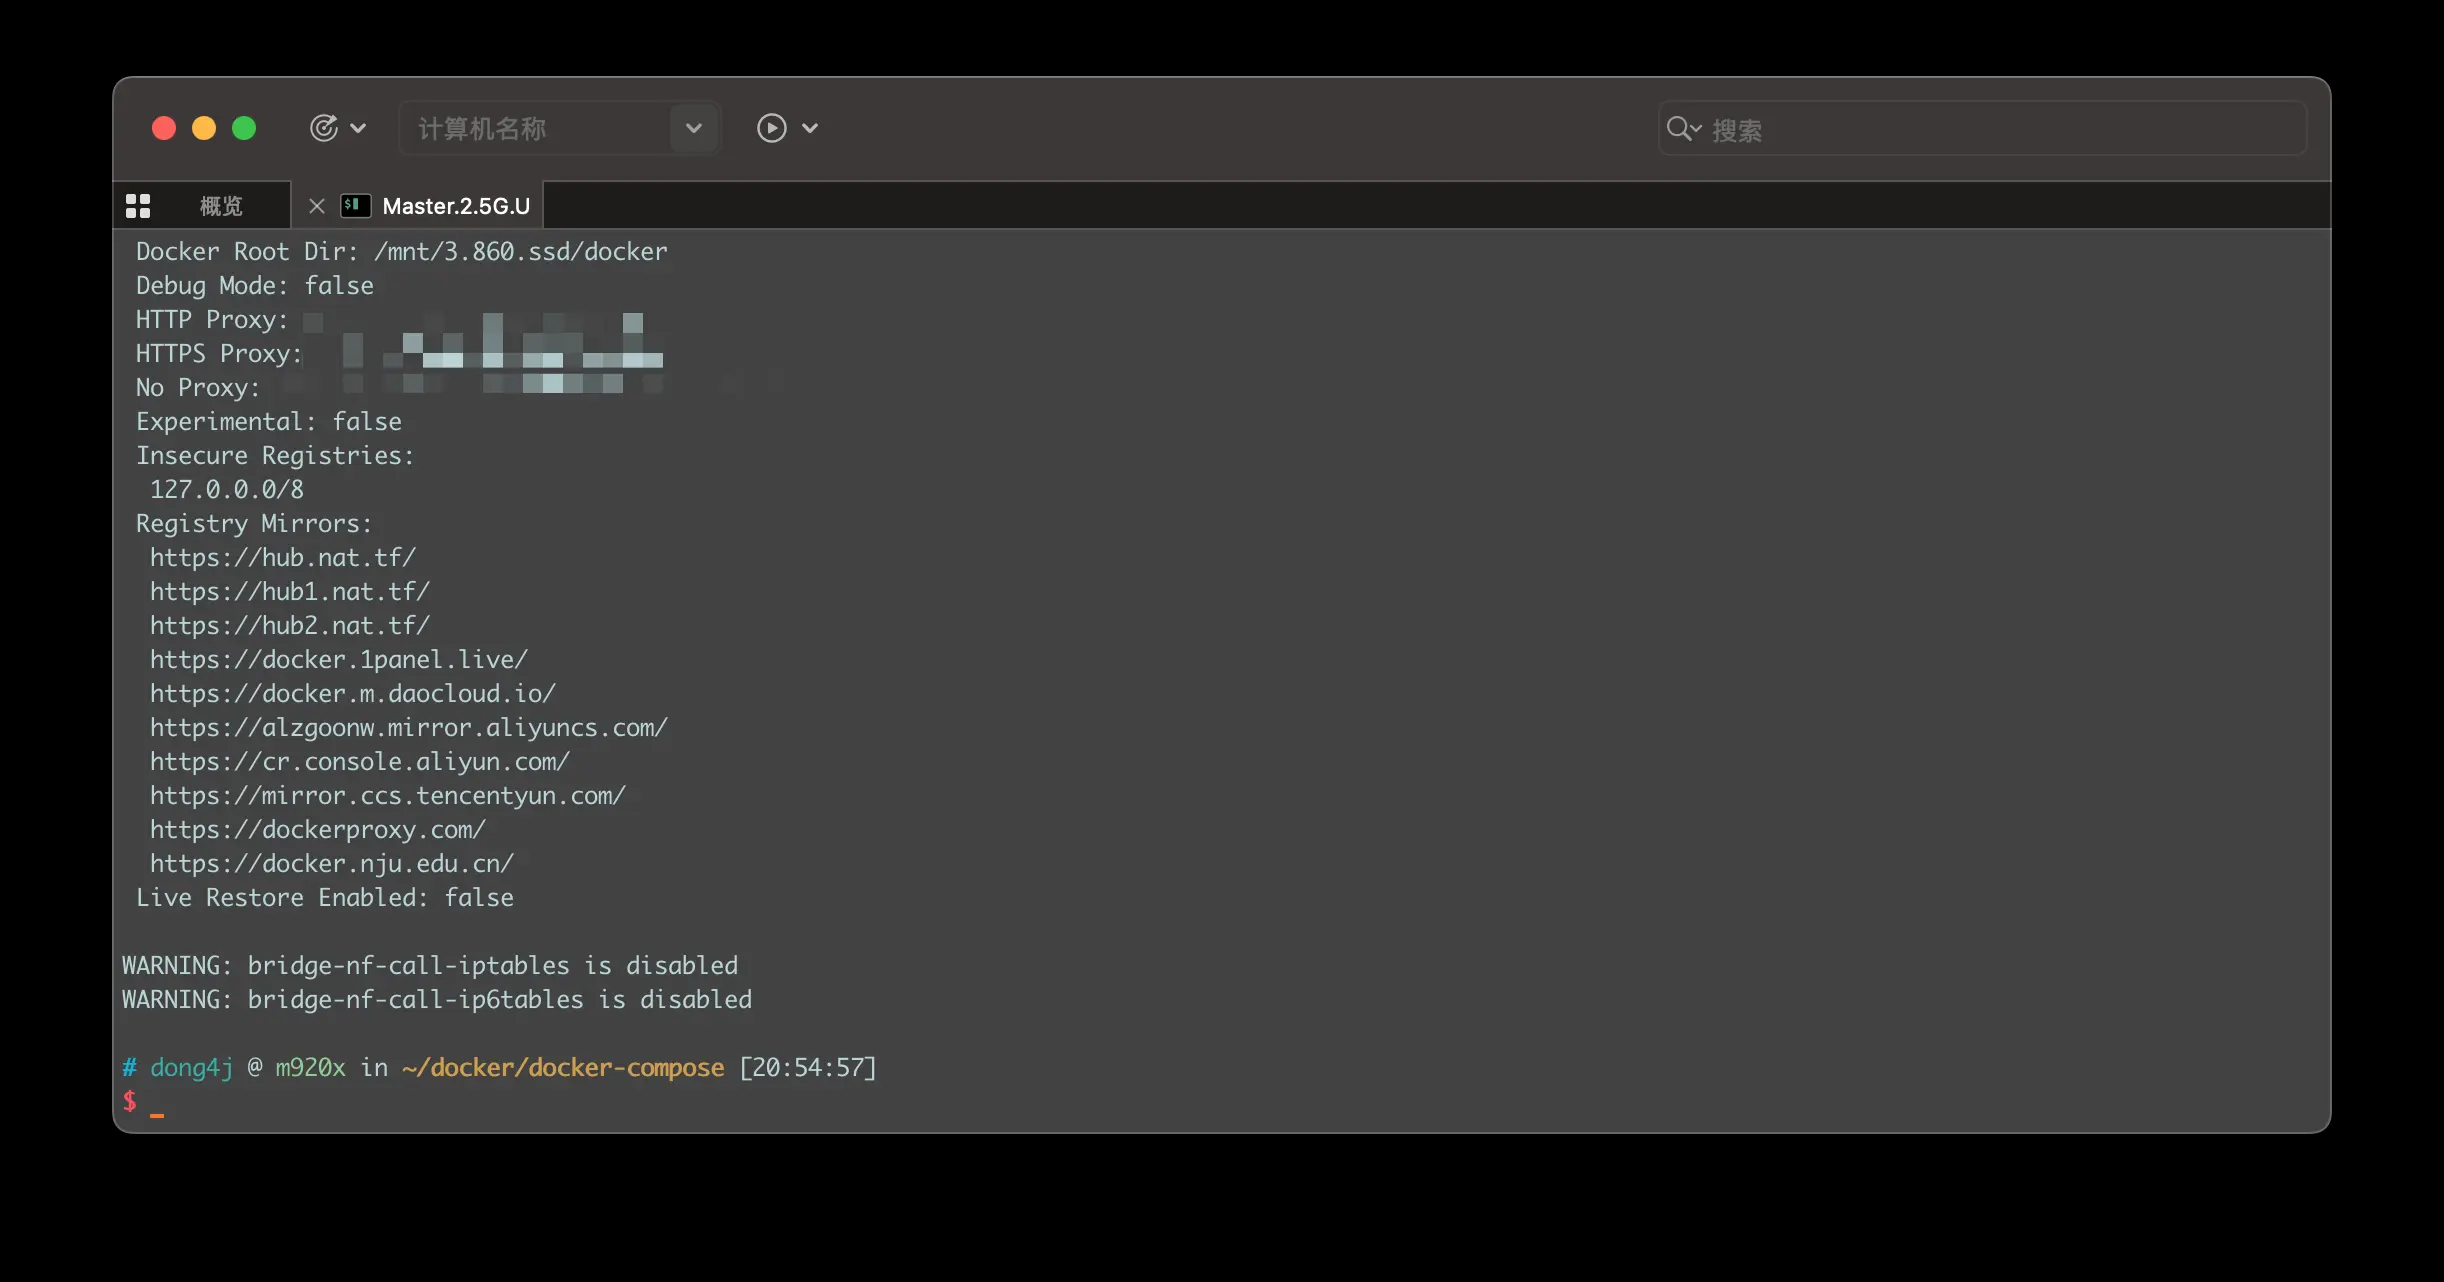 计算机名称
搜索
概览
Master.2.5G.U
Docker Root Dir: /mnt/3.860.ssd/docker
Debug Mode: false
HTTP Proxy:
HTTPS Proxy:
No Proxy:
Experimental: false
Insecure Registries:
127.0.0.0/8
Registry Mirrors:
https://hub.nat.tf/
https://hub1.nat.tf/
https://hub2.nat.tf/
https://docker.1panel.live/
https://docker.m.daocloud.io/
https://alzgoonw.mirror.aliyuncs.com/
https://cr.console.aliyun.com/
https://mirror.ccs.tencentyun.com/
https://dockerproxy.com/
https://docker.nju.edu.cn/
Live Restore Enabled: false
WARNING: bridge-nf-call-iptables is disabled
WARNING: bridge-nf-call-ip6tables is disabled
# dong4j @ m920x in ~/docker/docker-compose [20:54:57]
$ _